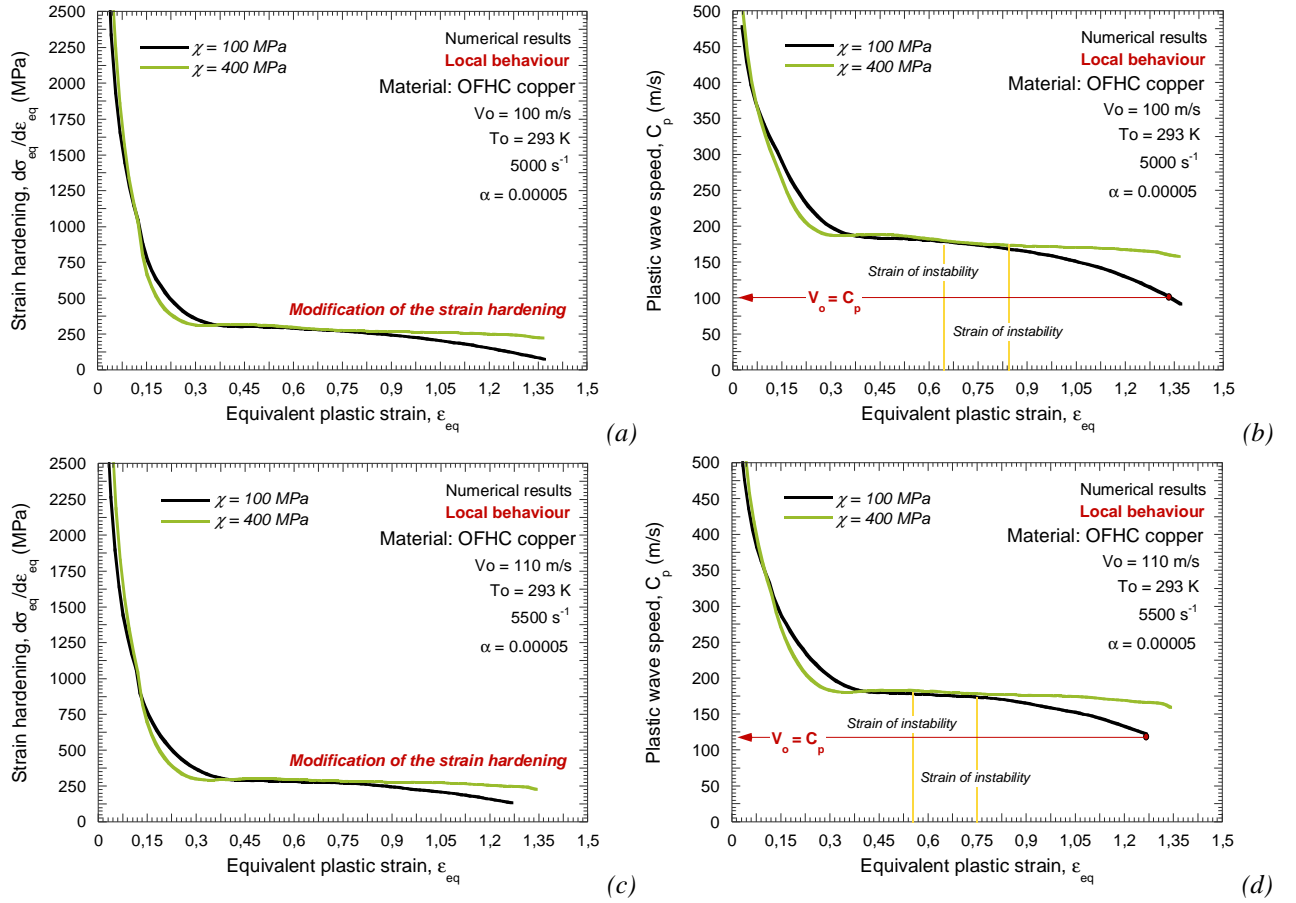 Strain hardening, dσeq/dεeq (MPa)
2500
2250
2000
1750
1500
1250
1000
750
500
250
0
χ = 100 MPa
χ = 400 MPa
Numerical results
Local behaviour
Material: OFHC copper
Vo = 100 m/s
To = 293 K
5000 s-1
α = 0.00005
Modification of the strain hardening
0 0,15 0,3 0,45 0,6 0,75 0,9 1,05 1,2 1,35 1,5
Equivalent plastic strain, εeq
(a)
Plastic wave speed, Cp (m/s)
500
450
400
350
300
250
200
150
100
50
0
χ = 100 MPa
χ = 400 MPa
Numerical results
Local behaviour
Material: OFHC copper
Vo = 100 m/s
To = 293 K
5000 s-1
α = 0.00005
Strain of instability
Vo = Cp
Strain of instability
0 0,15 0,3 0,45 0,6 0,75 0,9 1,05 1,2 1,35 1,5
Equivalent plastic strain, εeq
(b)
Strain hardening, dσeq/dεeq (MPa)
2500
2250
2000
1750
1500
1250
1000
750
500
250
0
χ = 100 MPa
χ = 400 MPa
Numerical results
Local behaviour
Material: OFHC copper
Vo = 110 m/s
To = 293 K
5500 s-1
α = 0.00005
Modification of the strain hardening
0 0,15 0,3 0,45 0,6 0,75 0,9 1,05 1,2 1,35 1,5
Equivalent plastic strain, εeq
(c)
Plastic wave speed, Cp (m/s)
500
450
400
350
300
250
200
150
100
50
0
χ = 100 MPa
χ = 400 MPa
Numerical results
Local behaviour
Material: OFHC copper
Vo = 110 m/s
To = 293 K
5500 s-1
α = 0.00005
Strain of instability
Vo = Cp
Strain of instability
0 0,15 0,3 0,45 0,6 0,75 0,9 1,05 1,2 1,35 1,5
Equivalent plastic strain, εeq
(d)